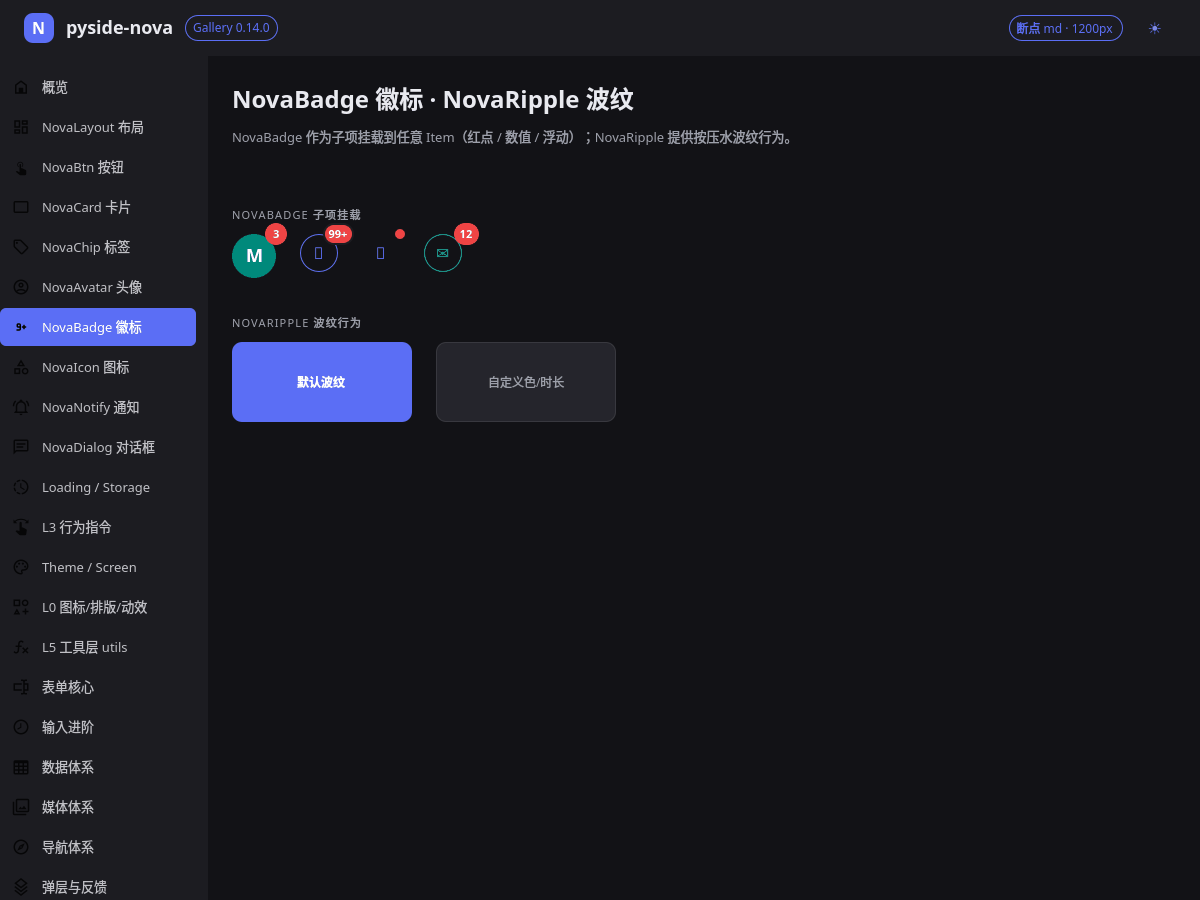 N pyside-nova Gallery 0.14.0 断点 md · 1200px
概览
NovaLayout 布局
NovaBtn 按钮
NovaCard 卡片
NovaChip 标签
NovaAvatar 头像
9+ NovaBadge 徽标
NovaIcon 图标
NovaNotify 通知
NovaDialog 对话框
Loading / Storage
L3 行为指令
Theme / Screen
L0 图标/排版/动效
L5 工具层 utils
表单核心
输入进阶
数据体系
媒体体系
导航体系
弹层与反馈
NovaBadge 徽标 · NovaRipple 波纹
NovaBadge 作为子项挂载到任意 Item（红点 / 数值 / 浮动）；NovaRipple 提供按压水波纹行为。
NOVABADGE 子项挂载
M 3 99+ 12
NOVARIPPLE 波纹行为
默认波纹 自定义色/时长